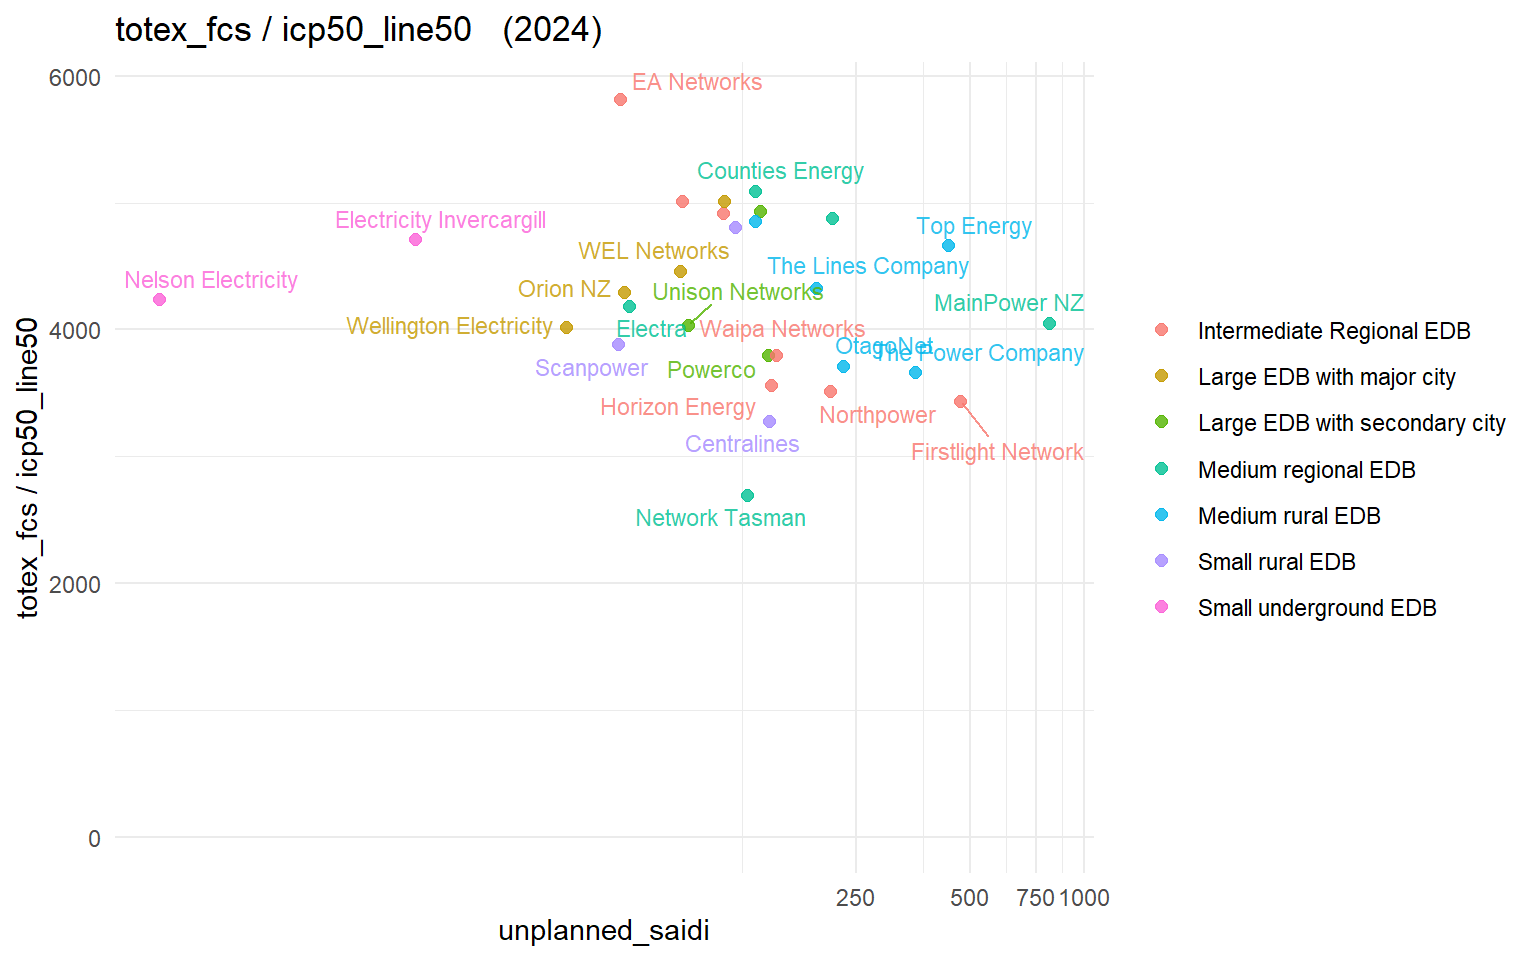 totex_fcs / icp50_line50   (2024)
6000
EA Networks
Counties Energy
Electricity Invercargill
Top Energy
WEL Networks
The Lines Company
Nelson Electricity
Orion NZ
Unison Networks
MainPower NZ
4000
Wellington Electricity
Electra
Waipa Networks
OtagoNet
The Power Company
Scanpower
Powerco
Horizon Energy
Northpower
Centralines
Firstlight Network
Network Tasman
2000
0
250
500
750
1000
unplanned_saidi
totex_fcs / icp50_line50
Intermediate Regional EDB
Large EDB with major city
Large EDB with secondary city
Medium regional EDB
Medium rural EDB
Small rural EDB
Small underground EDB